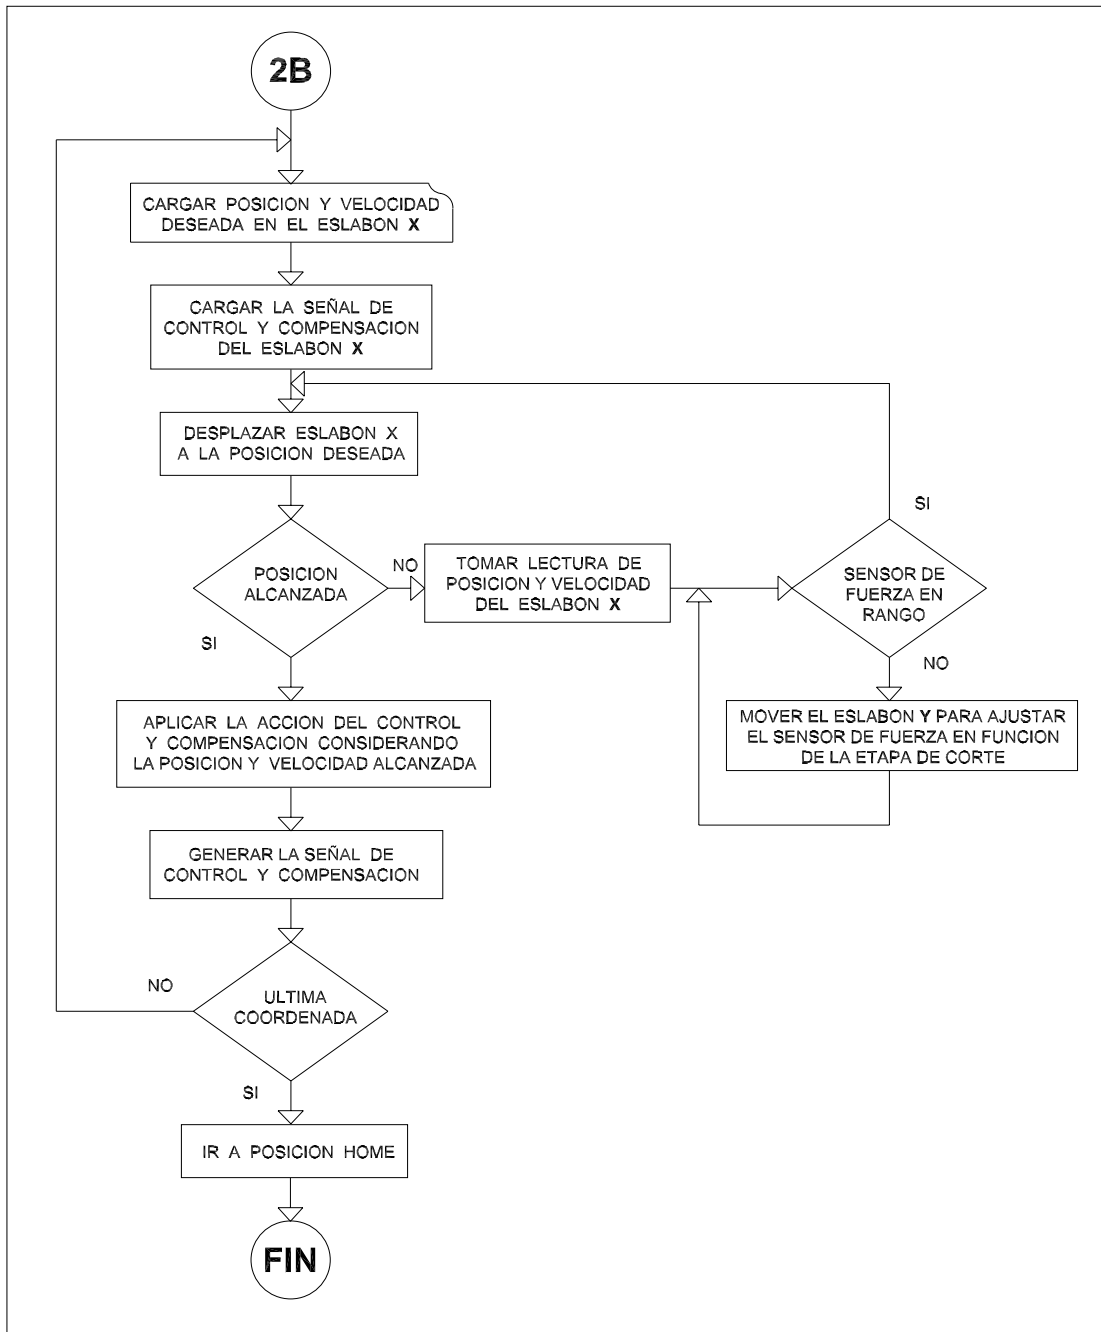 2B
CARGAR POSICION Y VELOCIDAD
DESEADA EN EL ESLABON X
CARGAR LA SEÑAL DE
CONTROL Y COMPENSACION
DEL ESLABON X
DESPLAZAR ESLABON X
A LA POSICION DESEADA
SI
POSICION
ALCANZADA
NO
TOMAR LECTURA DE
POSICION Y VELOCIDAD
DEL ESLABON X
SENSOR DE
FUERZA EN
RANGO
SI
NO
APLICAR LA ACCION DEL CONTROL
Y COMPENSACION CONSIDERANDO
LA POSICION Y VELOCIDAD ALCANZADA
MOVER EL ESLABON Y PARA AJUSTAR
EL SENSOR DE FUERZA EN FUNCION
DE LA ETAPA DE CORTE
GENERAR LA SEÑAL DE
CONTROL Y COMPENSACION
NO
ULTIMA
COORDENADA
SI
IR A POSICION HOME
FIN